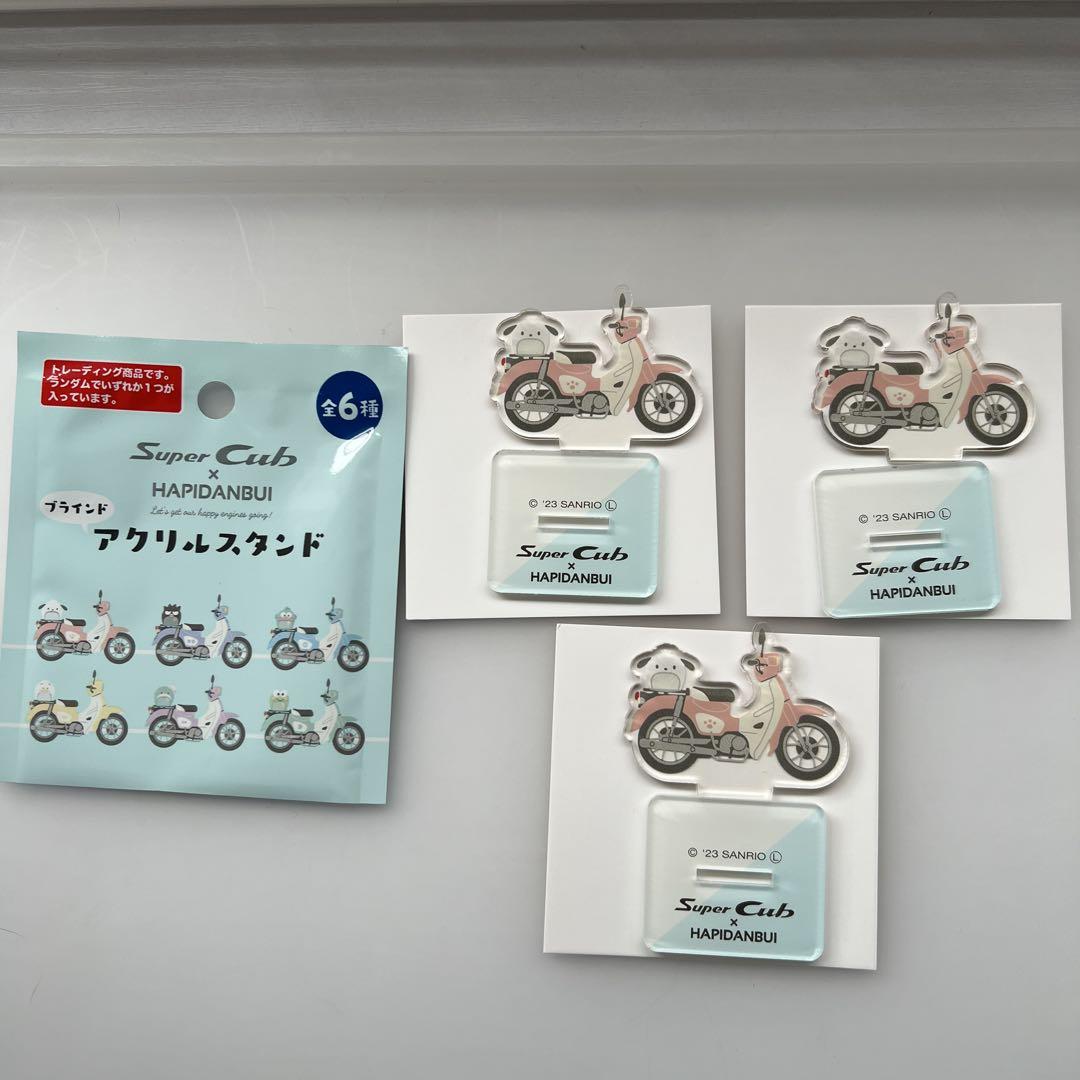 トレーディング商品です。
ランダムでいずれか1つが
入っています。
全6種
Super Cub
×
HAPIDANBUI
Let's get our happy engines going!
ブラインド
アクリルスタンド
© '23 SANRIO Ⓛ
Super Cub
×
HAPIDANBUI
© '23 SANRIO Ⓛ
Super Cub
×
HAPIDANBUI
© '23 SANRIO Ⓛ
Super Cub
×
HAPIDANBUI